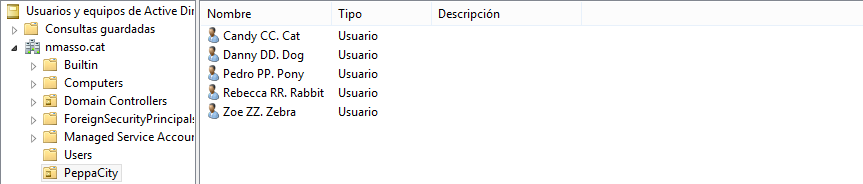 Usuarios y equipos de Active Dir
Consultas guardadas
nmasso.cat
Builtin
Computers
Domain Controllers
ForeignSecurityPrincipals
Managed Service Accour
Users
PeppaCity
Nombre Tipo Descripción
Candy CC. Cat Usuario
Danny DD. Dog Usuario
Pedro PP. Pony Usuario
Rebecca RR. Rabbit Usuario
Zoe ZZ. Zebra Usuario